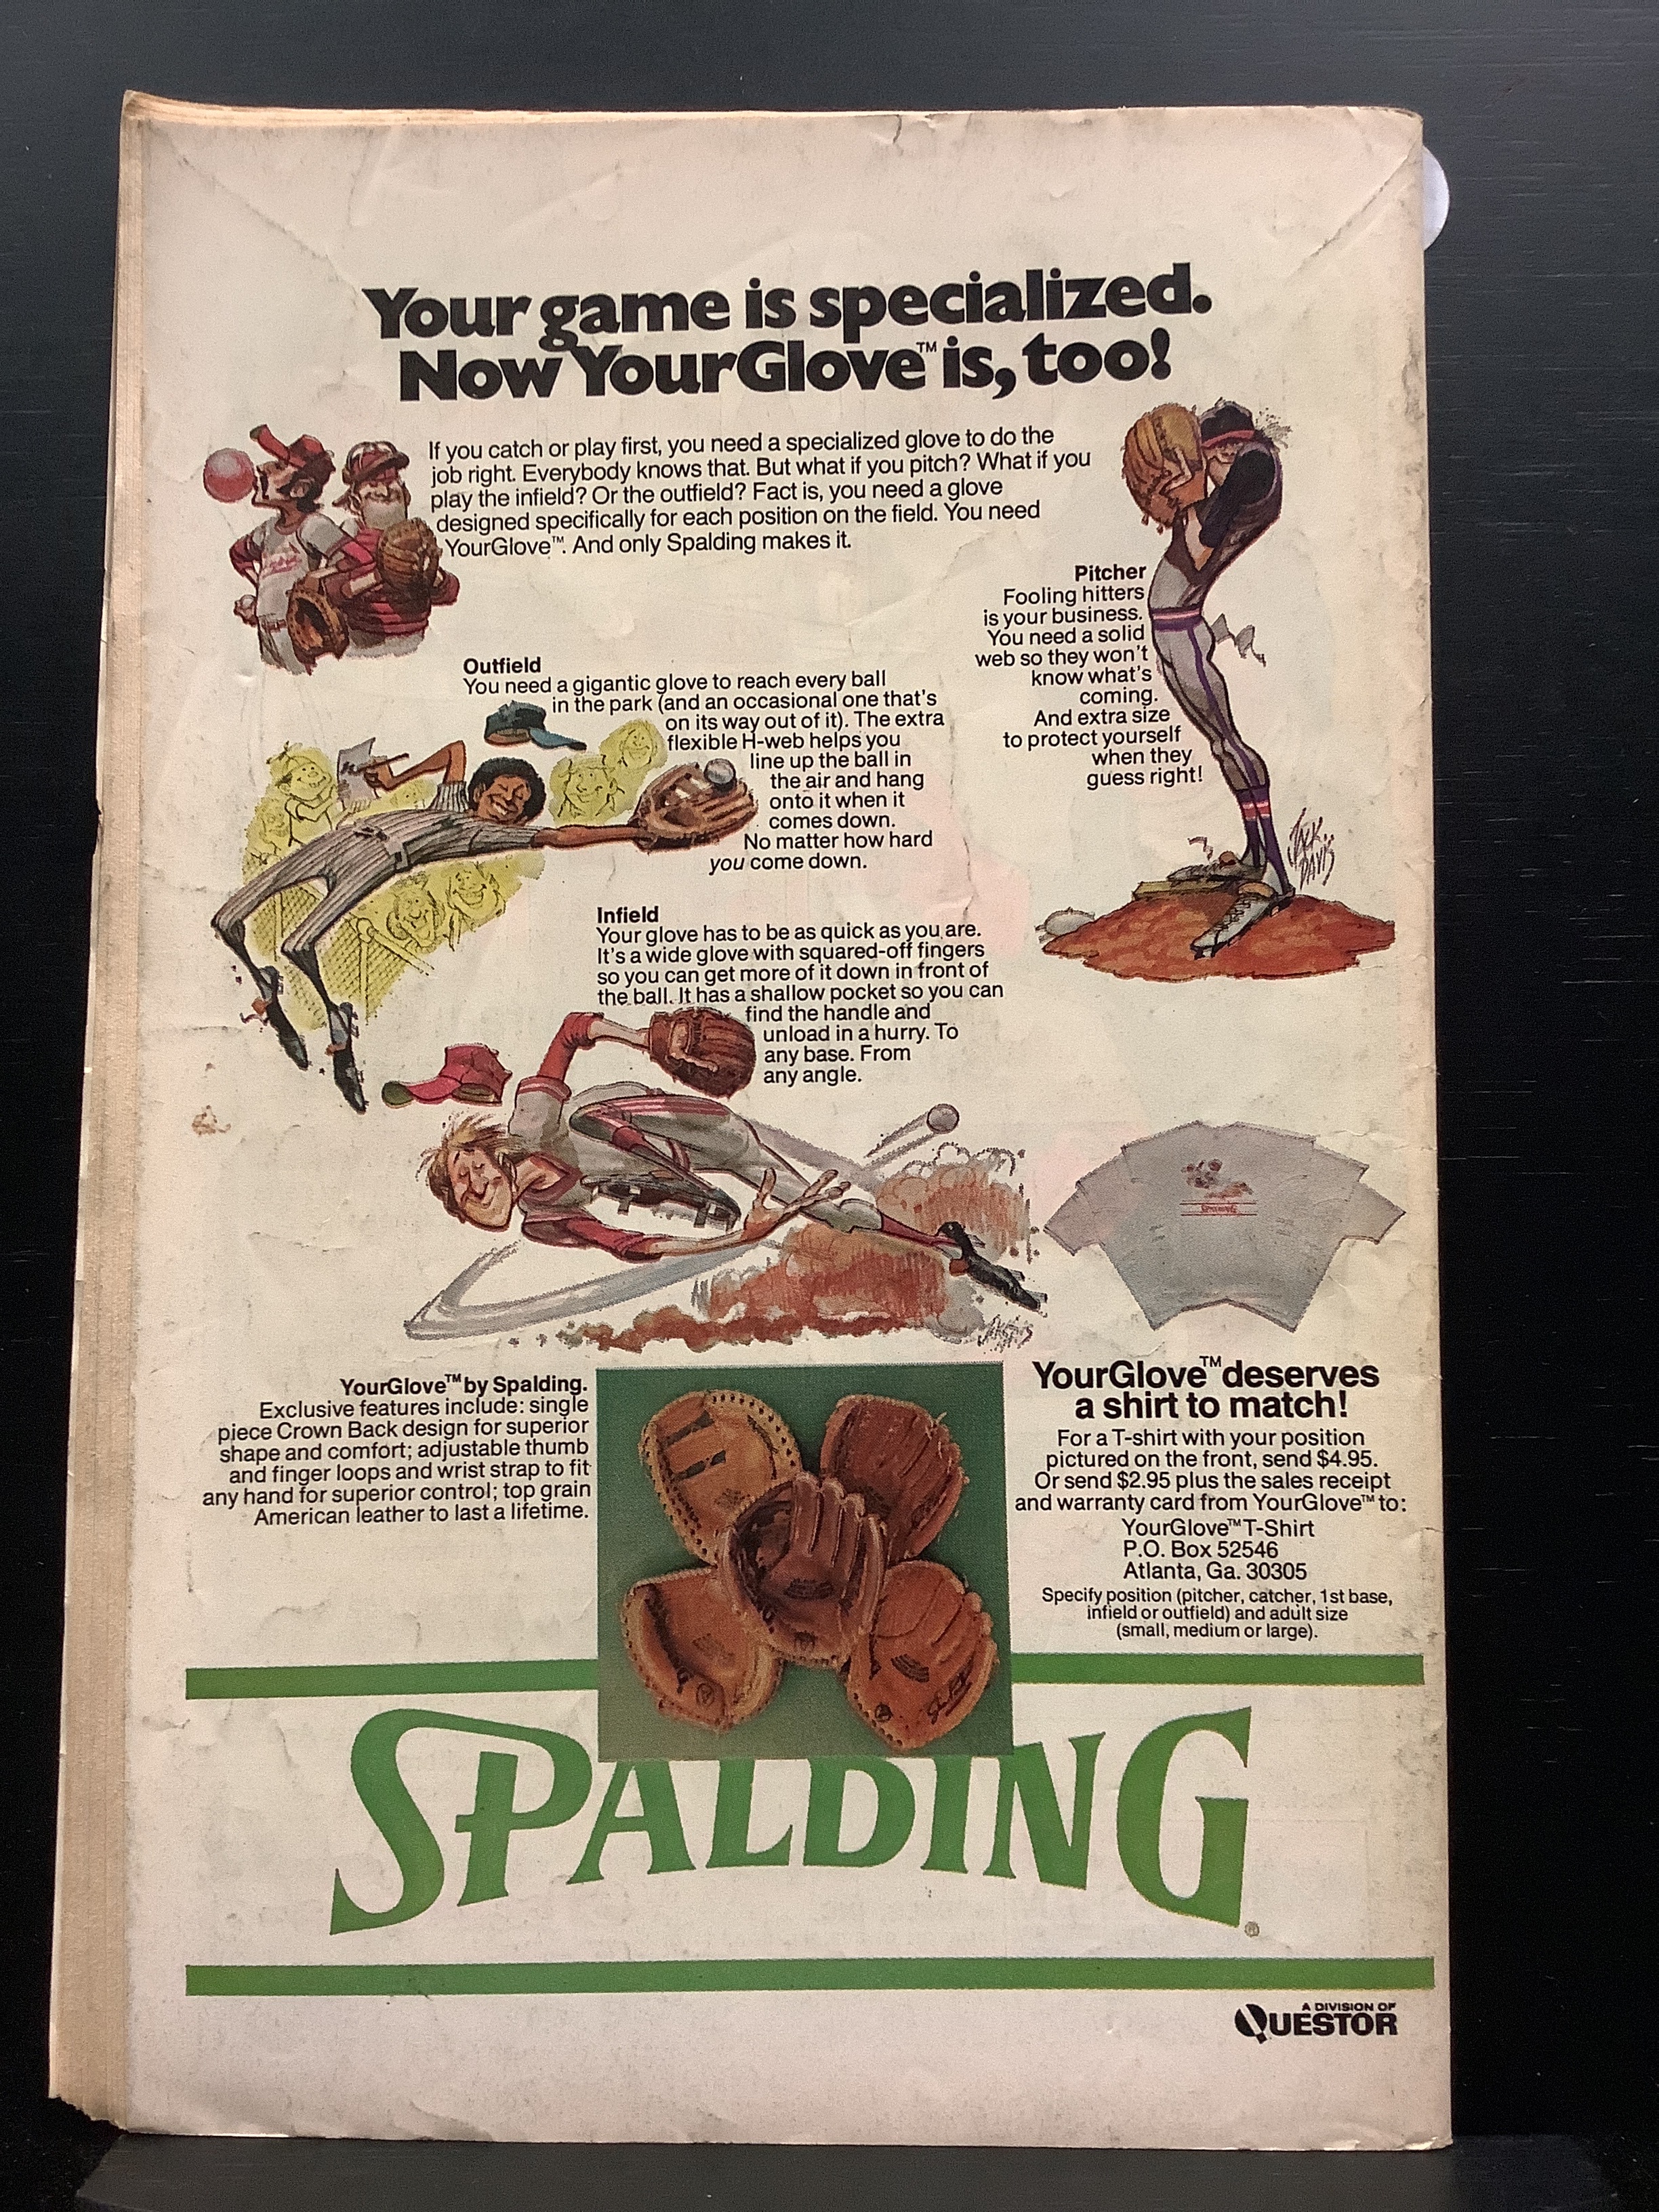 Your game is specialized.
Now YourGlove™ is, too!
If you catch or play first, you need a specialized glove to do the
job right. Everybody knows that. But what if you pitch? What if you
play the infield? Or the outfield? Fact is, you need a glove
designed specifically for each position on the field. You need
YourGlove™. And only Spalding makes it.
Pitcher
Fooling hitters
is your business.
You need a solid
web so they won't
know what's
coming.
And extra size
to protect yourself
when they
guess right!
JACK
DAVIS
Outfield
You need a gigantic glove to reach every ball
in the park (and an occasional one that's
on its way out of it). The extra
flexible H-web helps you
line up the ball in
the air and hang
onto it when it
comes down.
No matter how hard
you come down.
Infield
Your glove has to be as quick as you are.
It's a wide glove with squared-off fingers
so you can get more of it down in front of
the ball. It has a shallow pocket so you can
find the handle and
unload in a hurry. To
any base. From
any angle.
SPALDING
YourGlove™ by Spalding.
Exclusive features include: single
piece Crown Back design for superior
shape and comfort; adjustable thumb
and finger loops and wrist strap to fit
any hand for superior control; top grain
American leather to last a lifetime.
YourGlove™ deserves
a shirt to match!
For a T-shirt with your position
pictured on the front, send $4.95.
Or send $2.95 plus the sales receipt
and warranty card from YourGlove™ to:
YourGlove™ T-Shirt
P.O. Box 52546
Atlanta, Ga. 30305
Specify position (pitcher, catcher, 1st base,
infield or outfield) and adult size
(small, medium or large).
SPALDING®
A DIVISION OF
QUESTOR